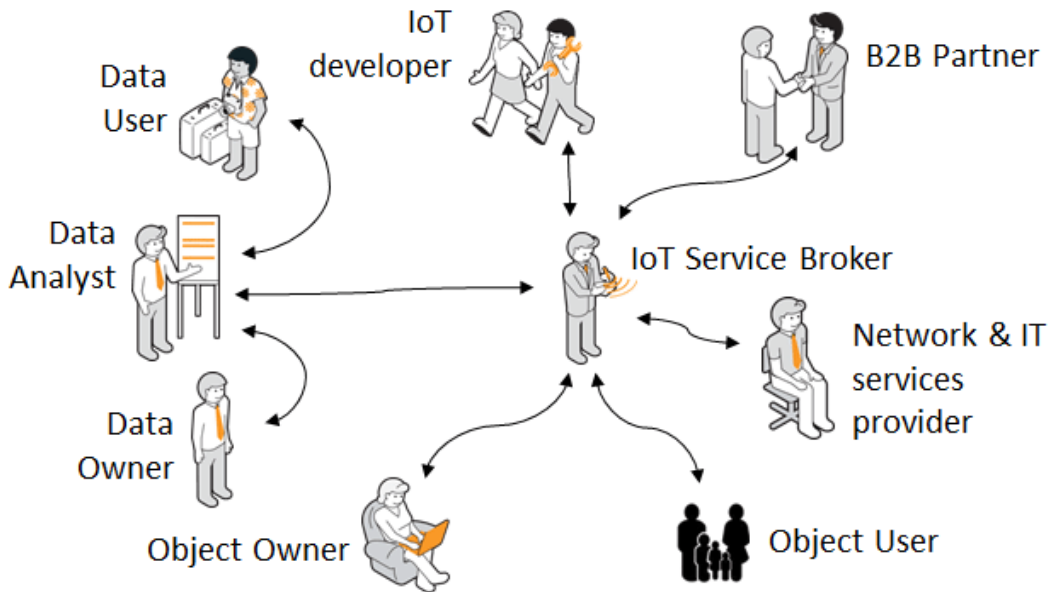 IoT
developer
B2B Partner
Data
User
Data
Analyst
IoT Service Broker
Network & IT
services
provider
Data
Owner
Object Owner
Object User